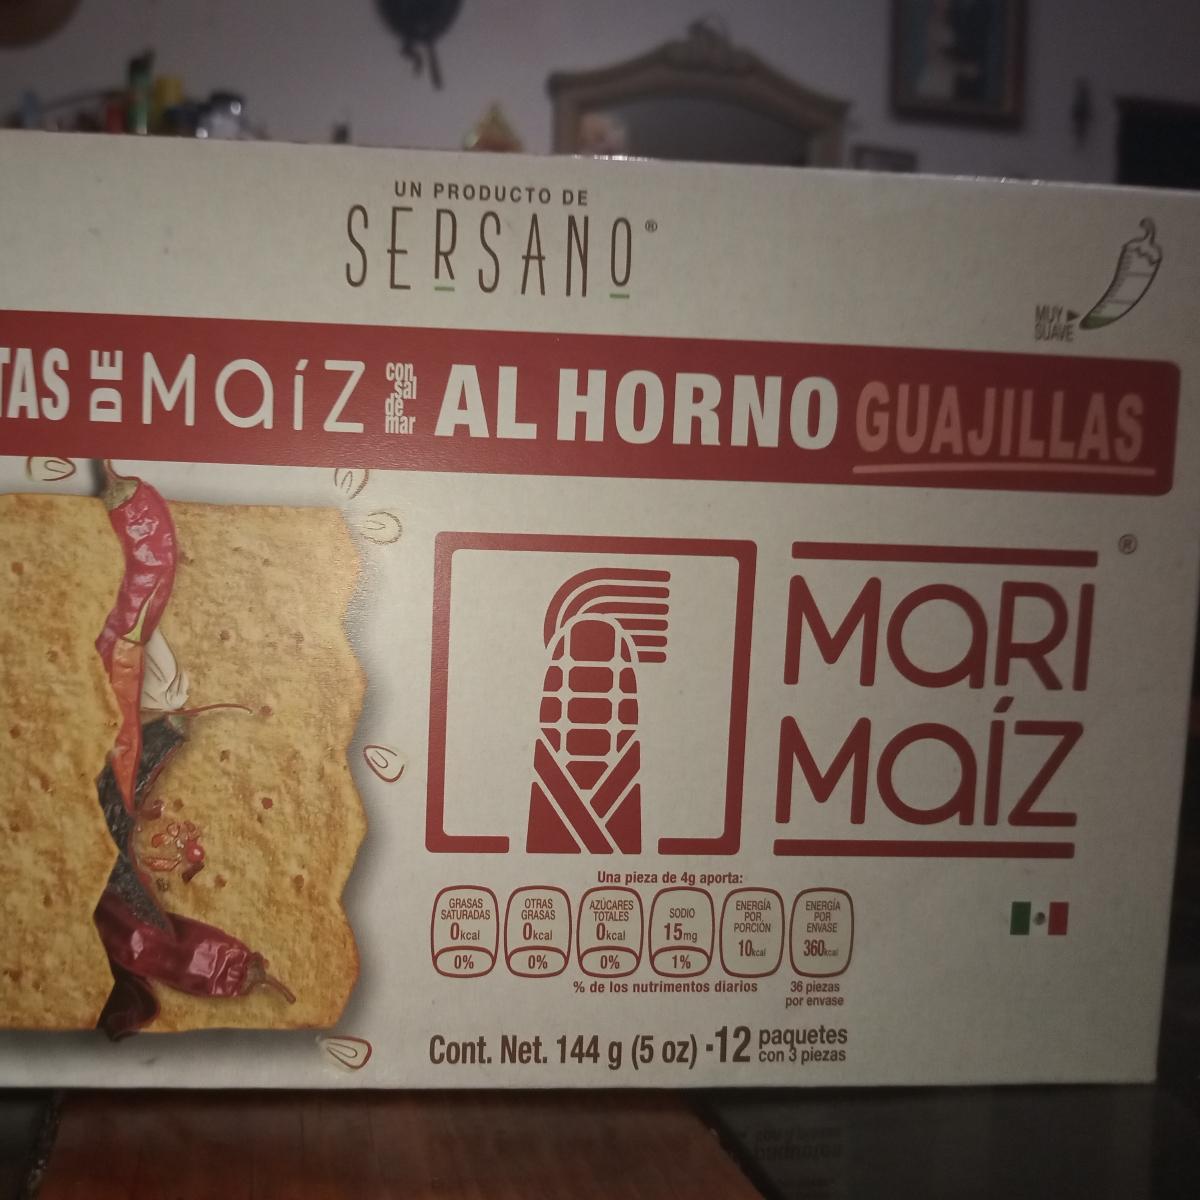 UN PRODUCTO DE
SERSANO®
MUY
SUAVE
TAS DE Maíz con sal de mar AL HORNO GUAJILLAS
MaRI
Maíz
®
Una pieza de 4g aporta:
GRASAS SATURADAS 0kcal 0%
OTRAS GRASAS 0kcal 0%
AZÚCARES TOTALES 0kcal 0%
SODIO 15mg 1%
ENERGÍA POR PORCIÓN 10kcal
ENERGÍA POR ENVASE 360kcal
% de los nutrimentos diarios
36 piezas
por envase
Cont. Net. 144 g (5 oz) -12 paquetes
con 3 piezas